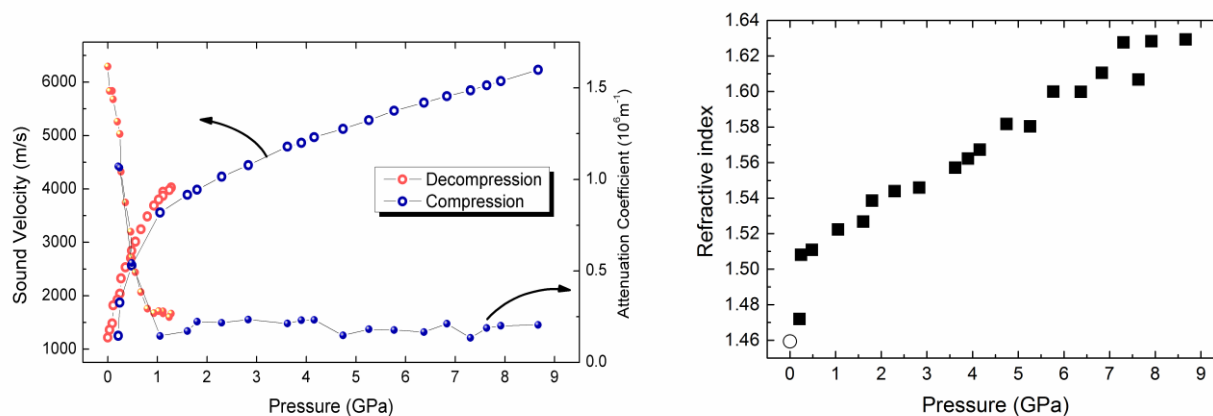 6000
5000
4000
3000
2000
1000
Sound Velocity (m/s)
0 1 2 3 4 5 6 7 8 9
Pressure (GPa)
1.5
1.0
0.5
0.0
Attenuation Coefficient (10⁶m⁻¹)
Decompression
Compression
1.64
1.62
1.60
1.58
1.56
1.54
1.52
1.50
1.48
1.46
Refractive index
0 1 2 3 4 5 6 7 8 9
Pressure (GPa)